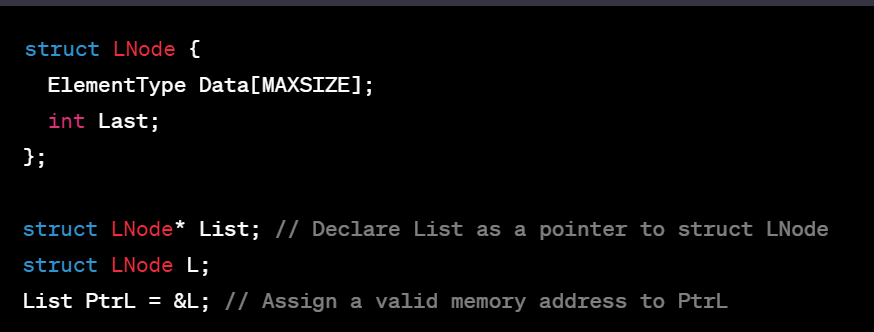 struct LNode {
  ElementType Data[MAXSIZE];
  int Last;
};
struct LNode* List; // Declare List as a pointer to struct LNode
struct LNode L;
List PtrL = &L; // Assign a valid memory address to PtrL